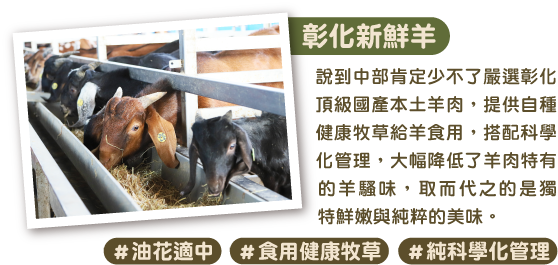 彰化新鮮羊
說到中部肯定少不了嚴選彰化
頂級國產本土羊肉，提供自種
健康牧草給羊食用，搭配科學
化管理，大幅降低了羊肉特有
的羊騷味，取而代之的是獨
特鮮嫩與純粹的美味。
#油花適中 #食用健康牧草 #純科學化管理